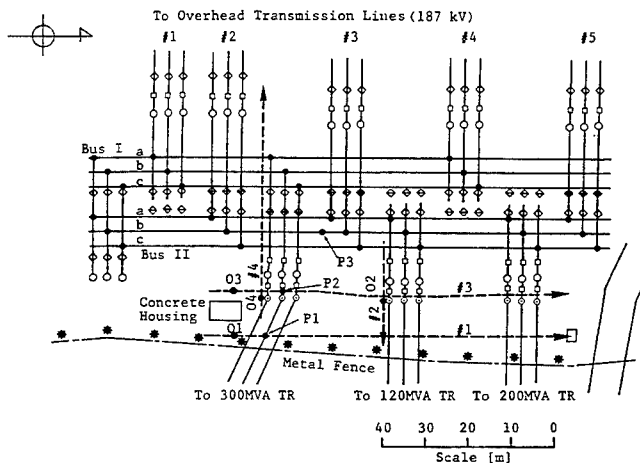 To Overhead Transmission Lines (187 kV)
#1
#2
#3
#4
#5
Bus I
a
b
c
a
b
c
Bus II
P3
O3
#4
O4
P2
O2
#2
#3
Concrete
Housing
O1
P1
#1
Metal Fence
To 300MVA TR
To 120MVA TR
To 200MVA TR
40 30 20 10 0
Scale [m]